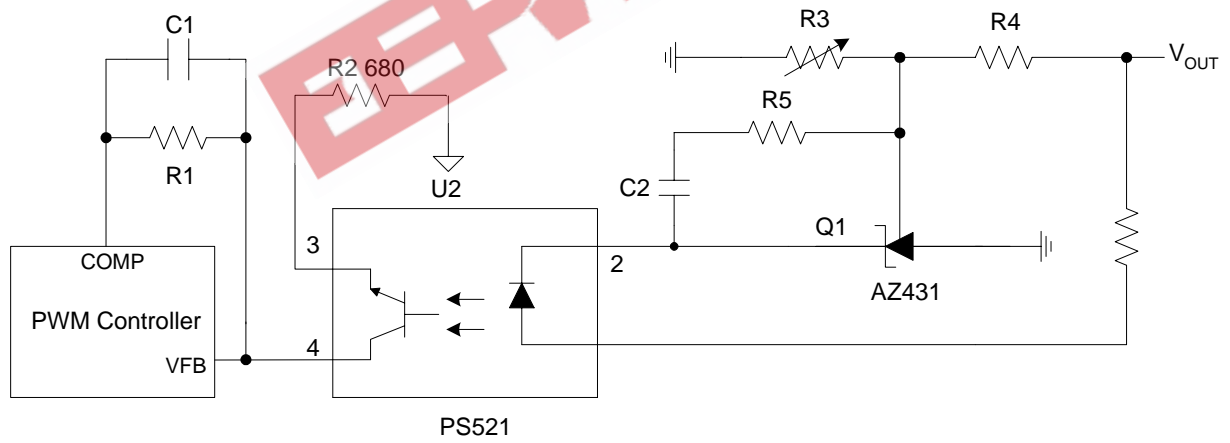 C1
R1
R2 680
U2
R3
R4
V_OUT
R5
C2
Q1
AZ431
COMP
PWM Controller
VFB
3
4
2
PS521